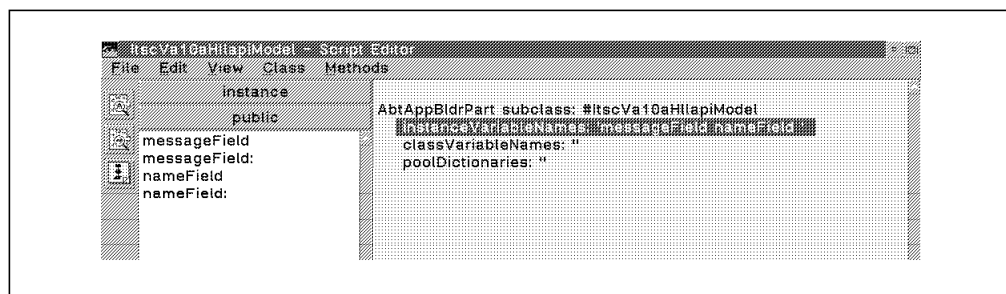 ItscVa10aHllapiModel - Script Editor
File Edit View Class Methods
instance
public
messageField
messageField:
nameField
nameField:
AbtAppBldrPart subclass: #ItscVa10aHllapiModel
instanceVariableNames: 'messageField nameField '
classVariableNames: ''
poolDictionaries: ''